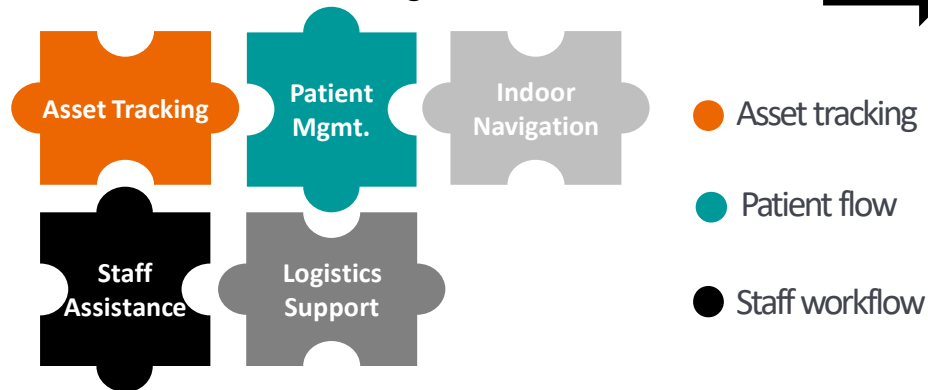 Asset Tracking
Patient
Mgmt.
Indoor
Navigation
Staff
Assistance
Logistics
Support
Asset tracking
Patient flow
Staff workflow